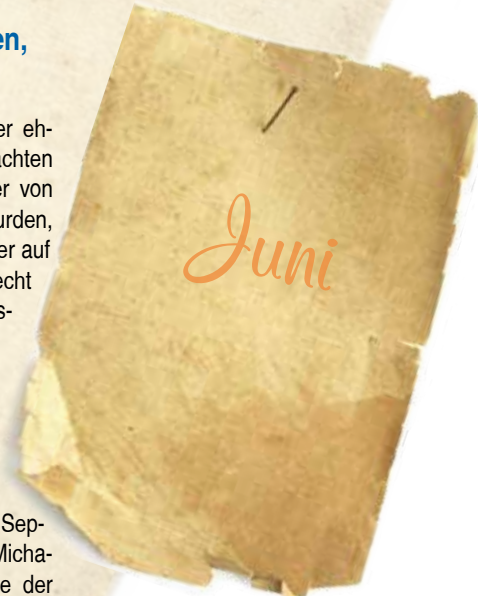 en,
er eh-
achten
er von
urden,
er auf
echt
s-
Sep-
Micha-
e der
Juni